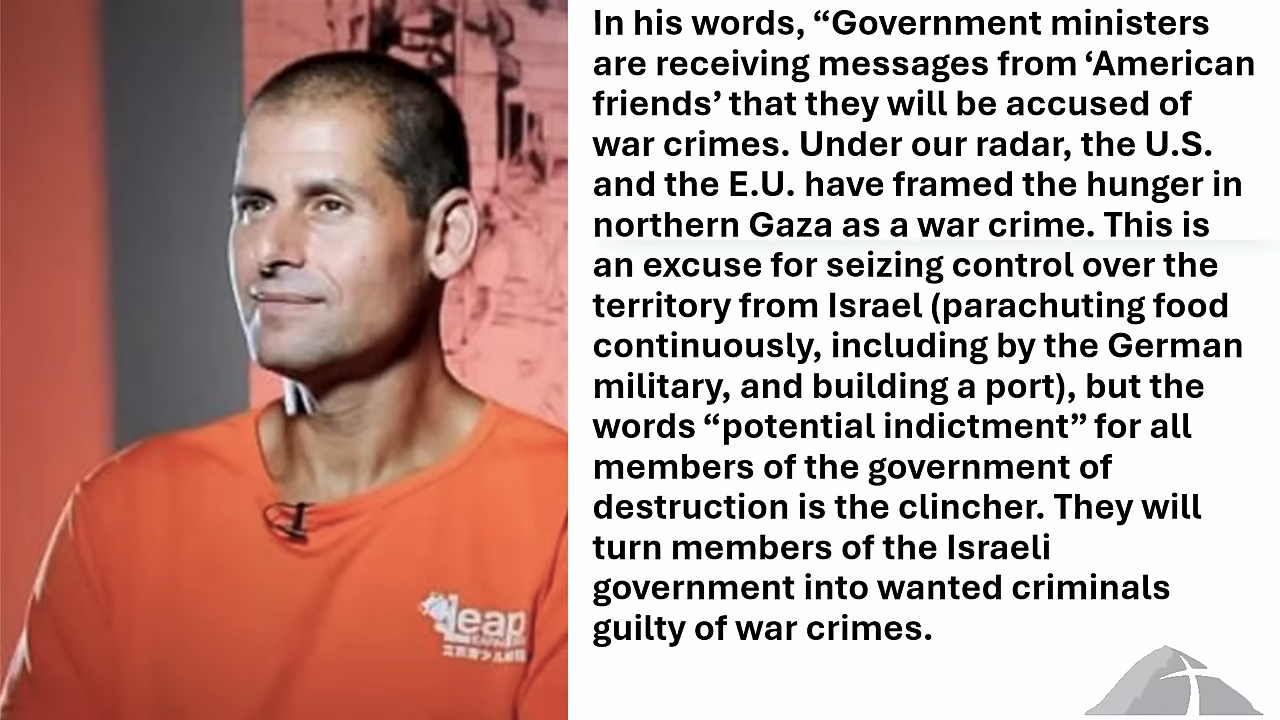 In his words, “Government ministers
are receiving messages from ‘American
friends’ that they will be accused of
war crimes. Under our radar, the U.S.
and the E.U. have framed the hunger in
northern Gaza as a war crime. This is
an excuse for seizing control over the
territory from Israel (parachuting food
continuously, including by the German
military, and building a port), but the
words “potential indictment” for all
members of the government of
destruction is the clincher. They will
turn members of the Israeli
government into wanted criminals
guilty of war crimes.
Leap